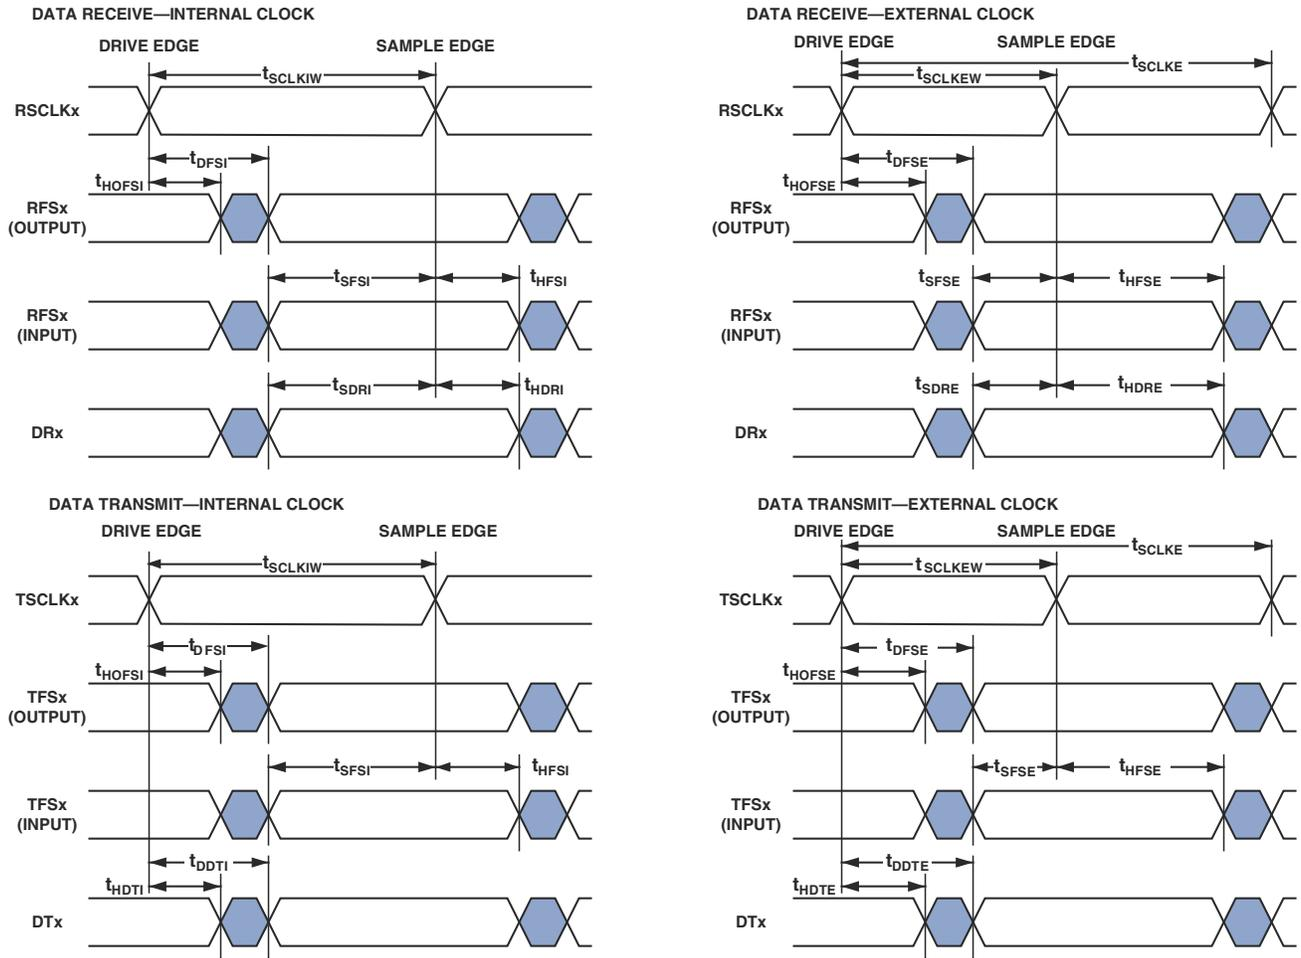 DATA RECEIVE—INTERNAL CLOCK
DRIVE EDGE SAMPLE EDGE
tSCLKIW
RSCLKx
tDFSI
tHOFSI
RFSx
(OUTPUT)
tSFSI tHFSI
RFSx
(INPUT)
tSDRI tHDRI
DRx
DATA RECEIVE—EXTERNAL CLOCK
DRIVE EDGE SAMPLE EDGE
tSCLKE
tSCLKEW
RSCLKx
tDFSE
tHOFSE
RFSx
(OUTPUT)
tSFSE tHFSE
RFSx
(INPUT)
tSDRE tHDRE
DRx
DATA TRANSMIT—INTERNAL CLOCK
DRIVE EDGE SAMPLE EDGE
tSCLKIW
TSCLKx
tDFSI
tHOFSI
TFSx
(OUTPUT)
tSFSI tHFSI
TFSx
(INPUT)
tDDTI
tHDTI
DTx
DATA TRANSMIT—EXTERNAL CLOCK
DRIVE EDGE SAMPLE EDGE
tSCLKE
tSCLKEW
TSCLKx
tDFSE
tHOFSE
TFSx
(OUTPUT)
tSFSE tHFSE
TFSx
(INPUT)
tDDTE
tHDTE
DTx